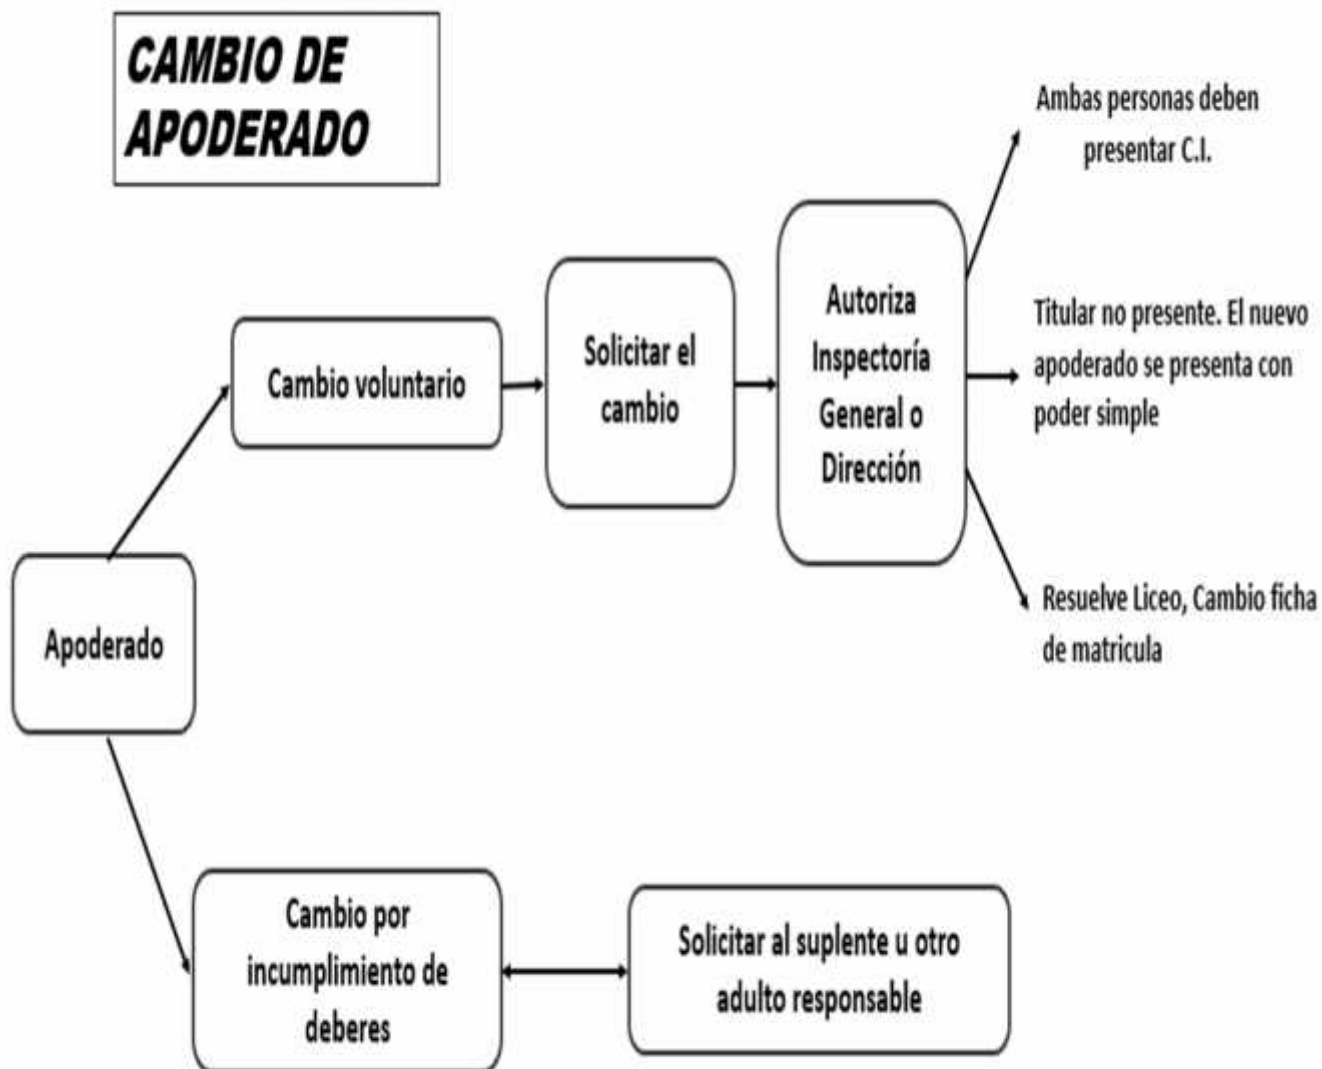 CAMBIO DE
APODERADO
Ambas personas deben
presentar C.I.
Autoriza
Inspectoría
General o
Dirección
Solicitar el
cambio
Cambio voluntario
Titular no presente. El nuevo
apoderado se presenta con
poder simple
Resuelve Liceo, Cambio ficha
de matricula
Apoderado
Cambio por
incumplimiento de
deberes
Solicitar al suplente u otro
adulto responsable